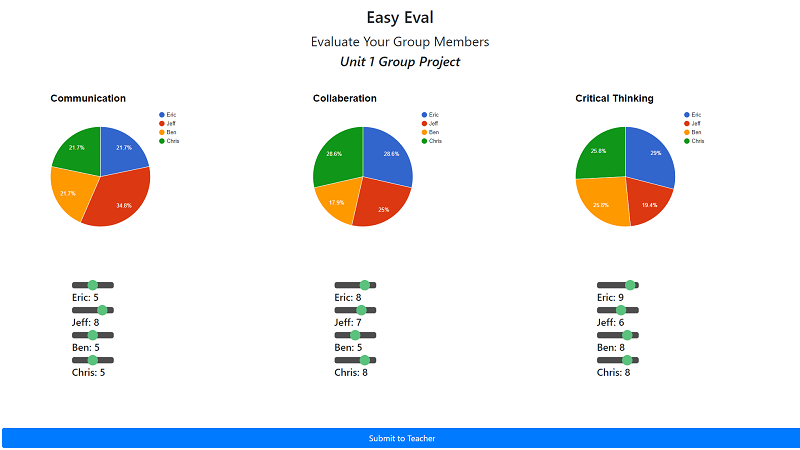 Easy Eval
Evaluate Your Group Members
Unit 1 Group Project
Communication
Eric
Jeff
Ben
Chris
21.7%
21.7%
21.7%
34.8%
Eric: 5
Jeff: 8
Ben: 5
Chris: 5
Collaberation
Eric
Jeff
Ben
Chris
28.6%
28.6%
17.9%
25%
Eric: 8
Jeff: 7
Ben: 5
Chris: 8
Critical Thinking
Eric
Jeff
Ben
Chris
25.8%
29%
25.8%
19.4%
Eric: 9
Jeff: 6
Ben: 8
Chris: 8
Submit to Teacher